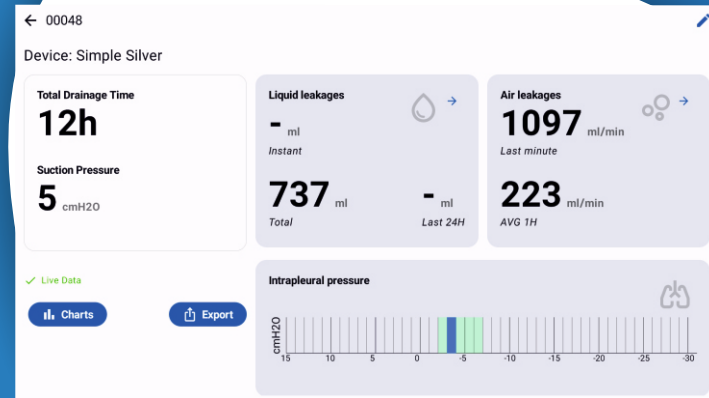 00048
Device: Simple Silver
Total Drainage Time
12h
Suction Pressure
5 cmH2O
Liquid leakages
- ml
Instant
737 ml
Total
- ml
Last 24H
Air leakages
1097 ml/min
Last minute
223 ml/min
AVG 1H
Live Data
Charts
Export
Intrapleural pressure
cmH2O
15 10 5 0 -5 -10 -15 -20 -25 -30